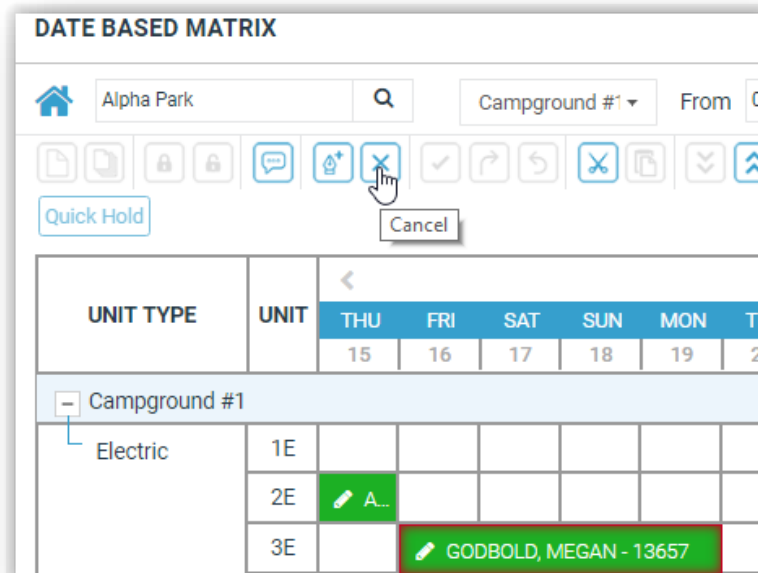 DATE BASED MATRIX
Alpha Park
Campground #1
From
Quick Hold
Cancel
UNIT TYPE
UNIT
THU FRI SAT SUN MON
15 16 17 18 19
Campground #1
Electric
1E
2E A...
3E GODBOLD, MEGAN - 13657